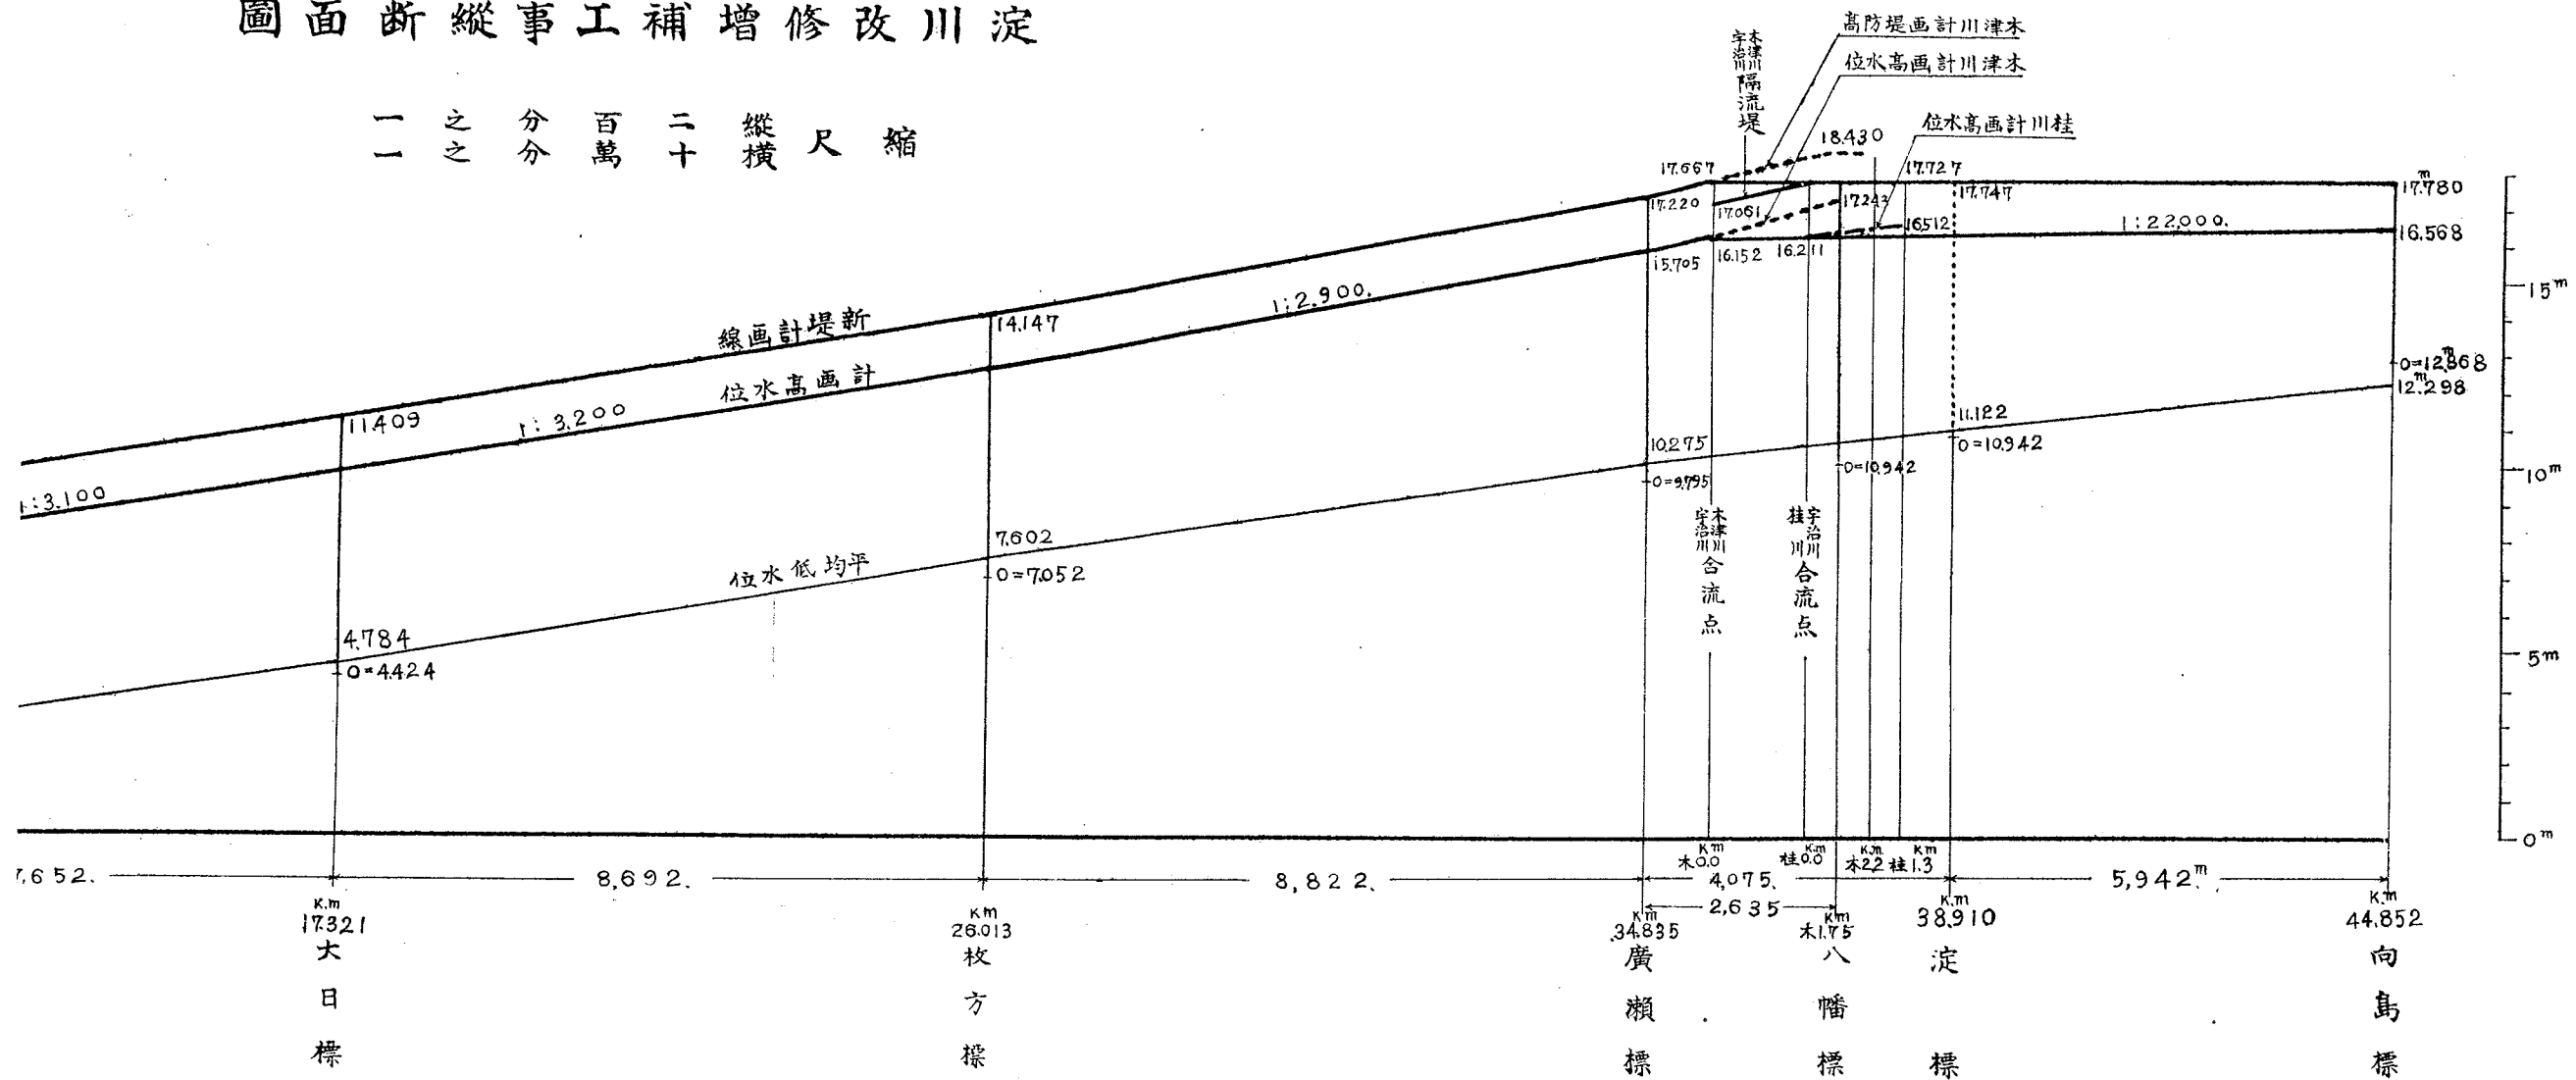 淀川改修増補工事縱断面圖
縮尺 縱二百分之一
横十萬分之一
木津川計画堤防高
木津川計画高水位
桂川計画高水位
木津川
宇治川
隔流堤
新堤計画線
計画高水位
平均低水位
1:3.100
1:3.200
1:2.900.
1:22,000.
11.409
14.147
17.220
17.667
17.061
18.430
17.243
17.727
17.747
17.780
m
15.705
16.152
16.211
16.512
16.568
4.784
0=4.424
7.602
0=7.052
10.275
0=9.795
0=10.942
11.122
0=10.942
0=12.868
m
12.298
m
木津川
宇治川
合流点
宇治川
桂川
合流点
15m
10m
5m
0m
Km
木0.0
Km
桂0.0
K.m
木2.2
Km
桂1.3
7,652.
8,692.
8,822.
4,075.
5,942.m
2,635
K.m
17.321
大日標
Km
26.013
枚方標
Km
34.835
廣瀬標
Km
木1.75
八幡標
K.m
38.910
淀標
K.m
44.852
向島標